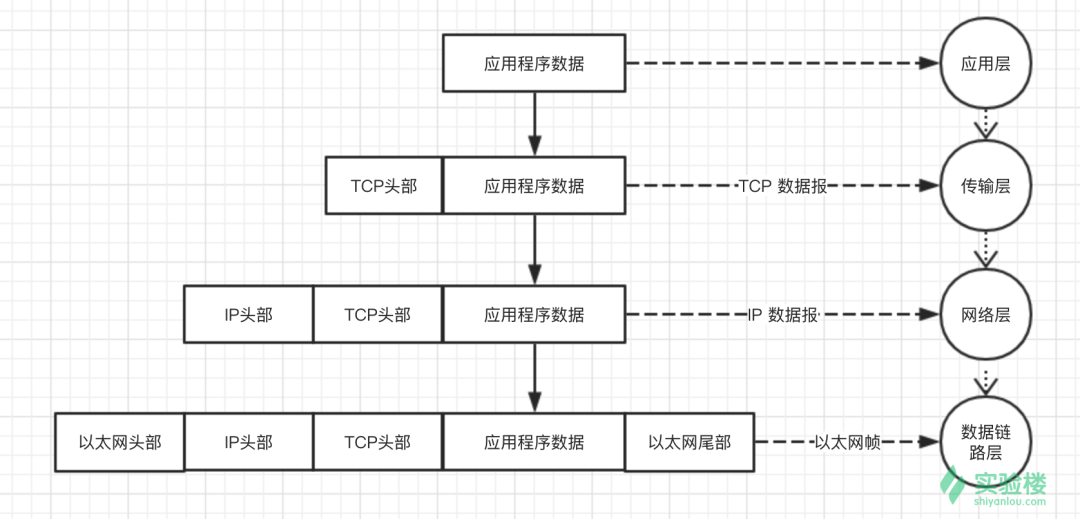 应用程序数据
应用层
TCP头部
应用程序数据
TCP 数据报
传输层
IP头部
TCP头部
应用程序数据
IP 数据报
网络层
以太网头部
IP头部
TCP头部
应用程序数据
以太网尾部
以太网帧
数据链
路层
实验楼
shiyanlou.com